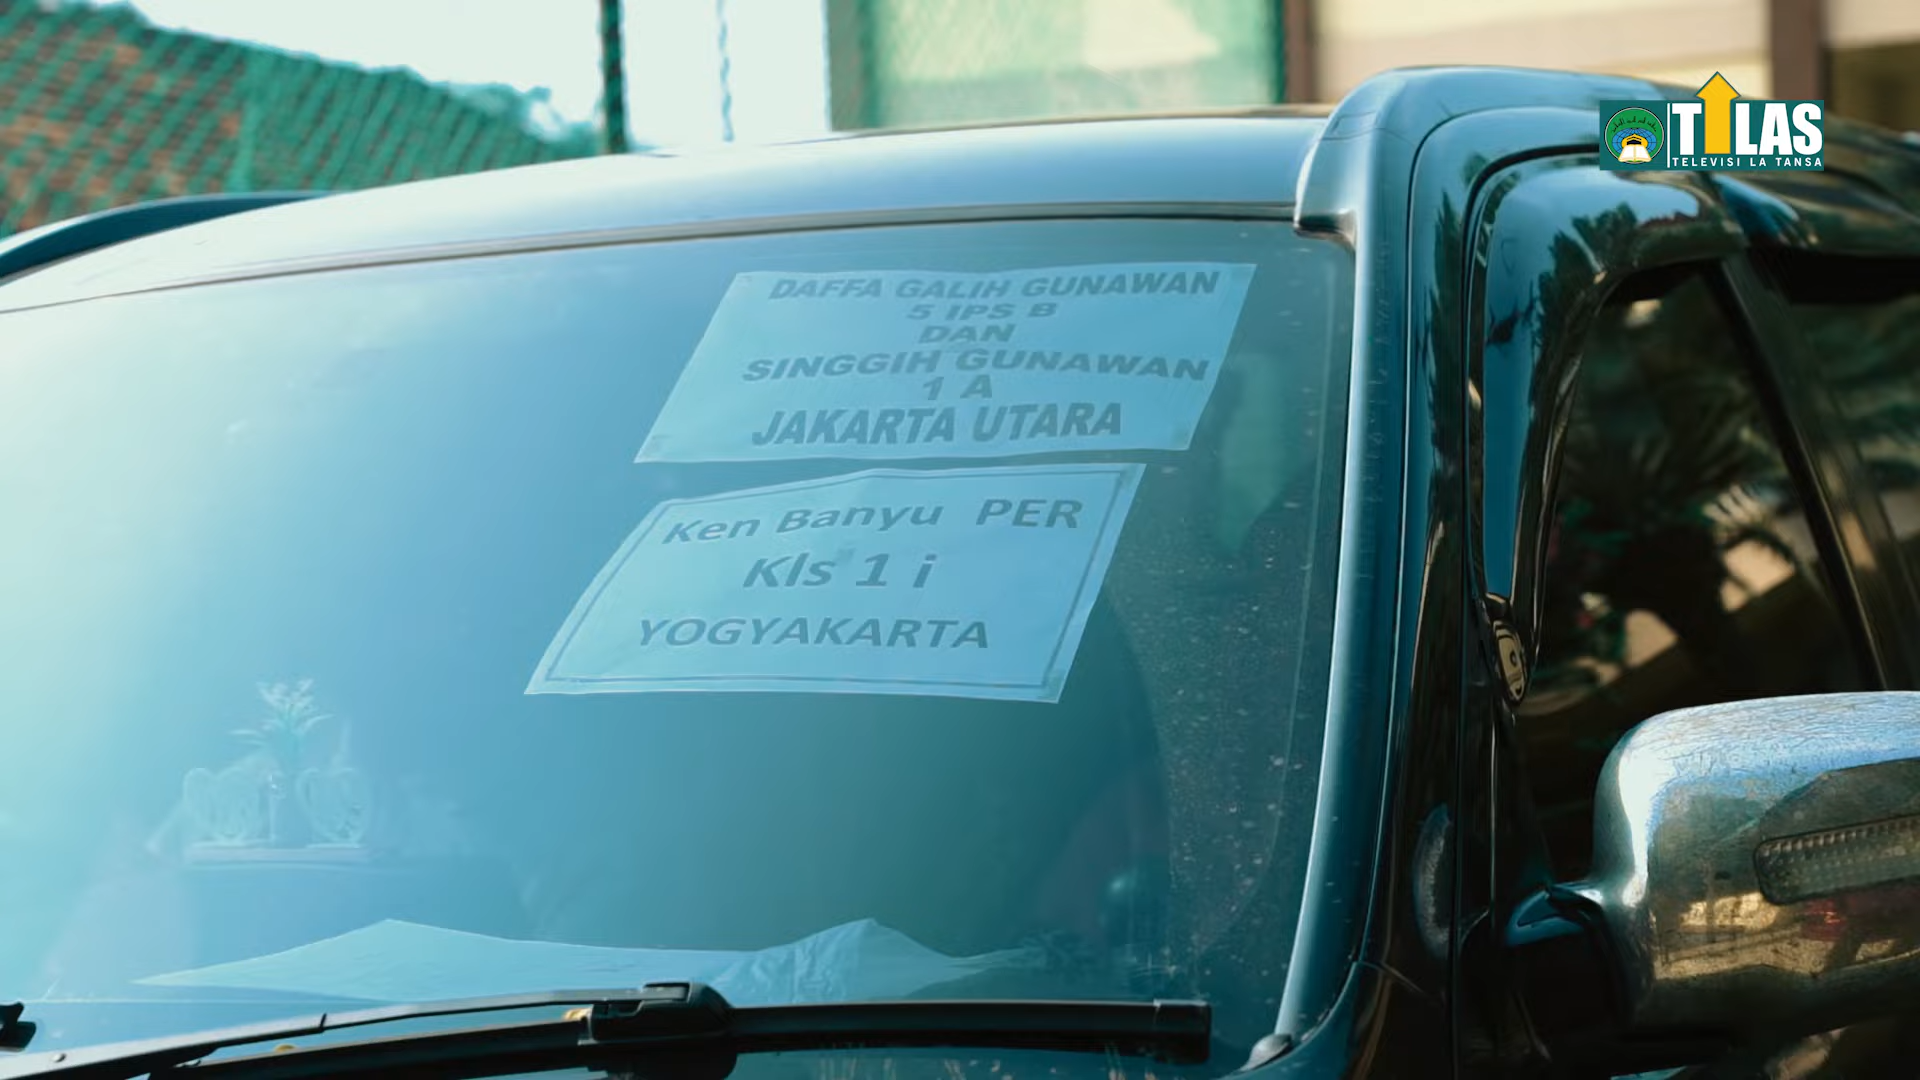 DAFFA GALIH GUNAWAN
5 IPS B
DAN
SINGGIH GUNAWAN
1 A
JAKARTA UTARA
Ken Banyu PER
Kls 1 i
YOGYAKARTA
TLAS
TELEVISI LA TANSA